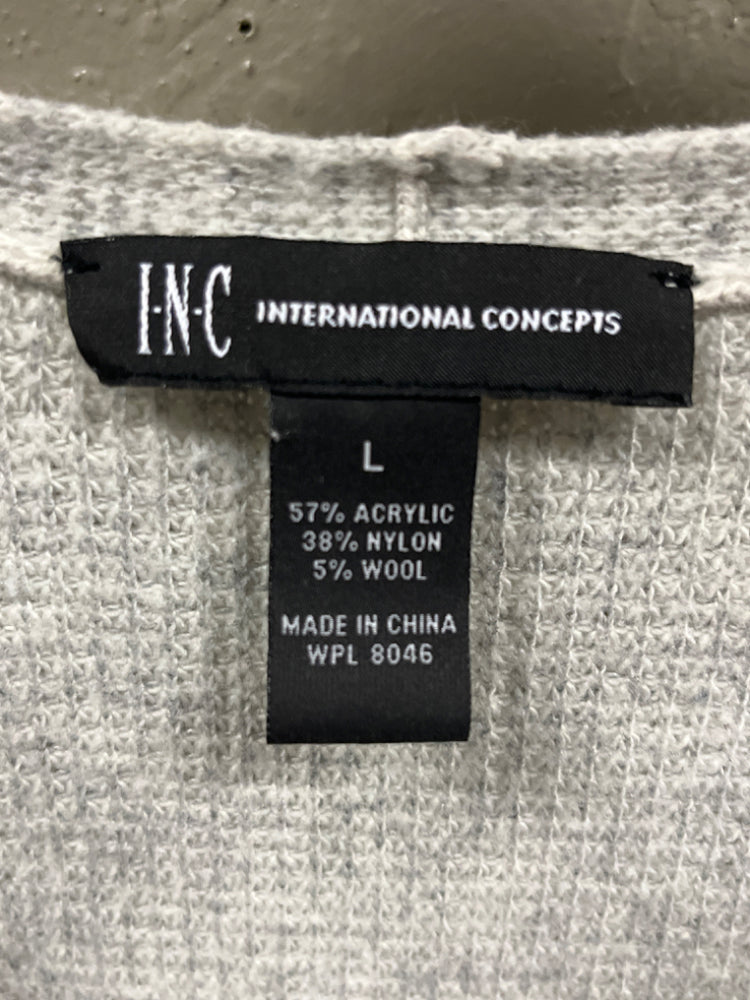 I·N·C INTERNATIONAL CONCEPTS
L
57% ACRYLIC
38% NYLON
5% WOOL
MADE IN CHINA
WPL 8046